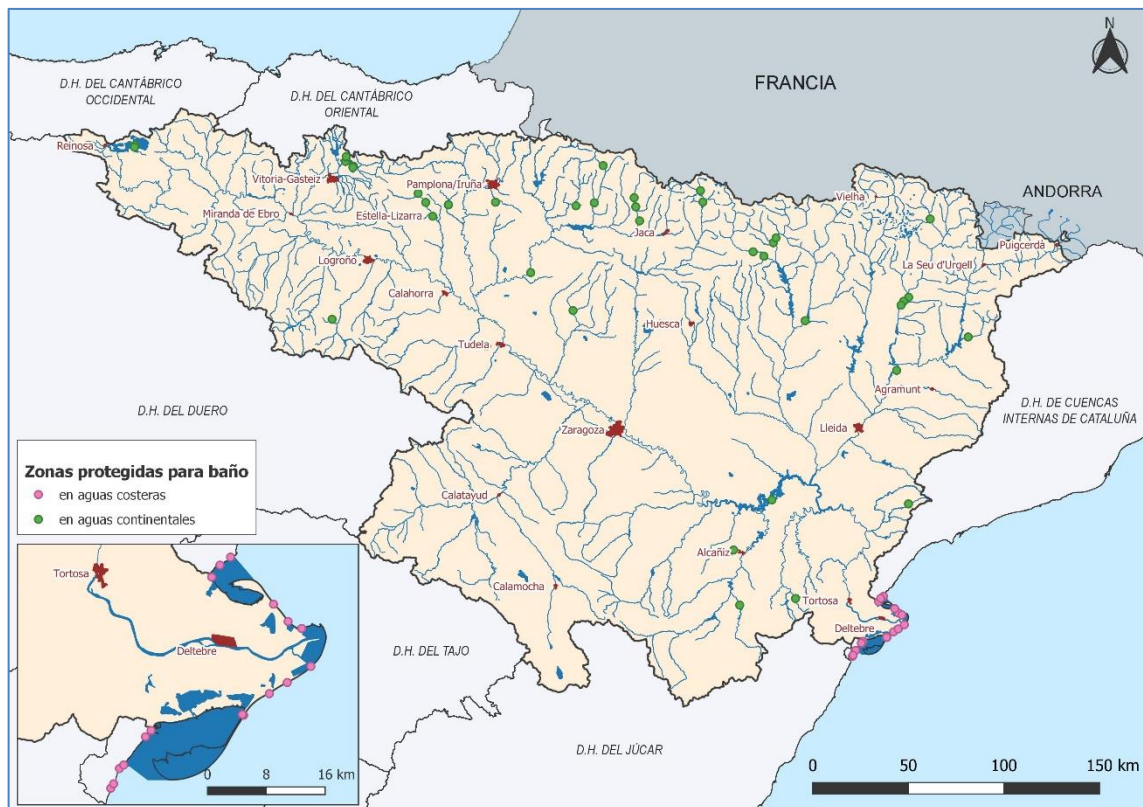 N
FRANCIA
D.H. DEL CANTÁBRICO
OCCIDENTAL
D.H. DEL CANTÁBRICO
ORIENTAL
Reinosa
Vitoria-Gasteiz
Pamplona/Iruña
Vielha
ANDORRA
Miranda de Ebro
Estella-Lizarra
Jaca
Puigcerdà
Logroño
La Seu d'Urgell
Calahorra
Huesca
Tudela
Agramunt
D.H. DEL DUERO
D.H. DE CUENCAS
INTERNAS DE CATALUÑA
Zaragoza
Lleida
Zonas protegidas para baño
en aguas costeras
en aguas continentales
Calatayud
Alcañiz
Calamocha
Tortosa
Deltebre
Tortosa
Deltebre
D.H. DEL TAJO
D.H. DEL JÚCAR
0 8 16 km
0 50 100 150 km